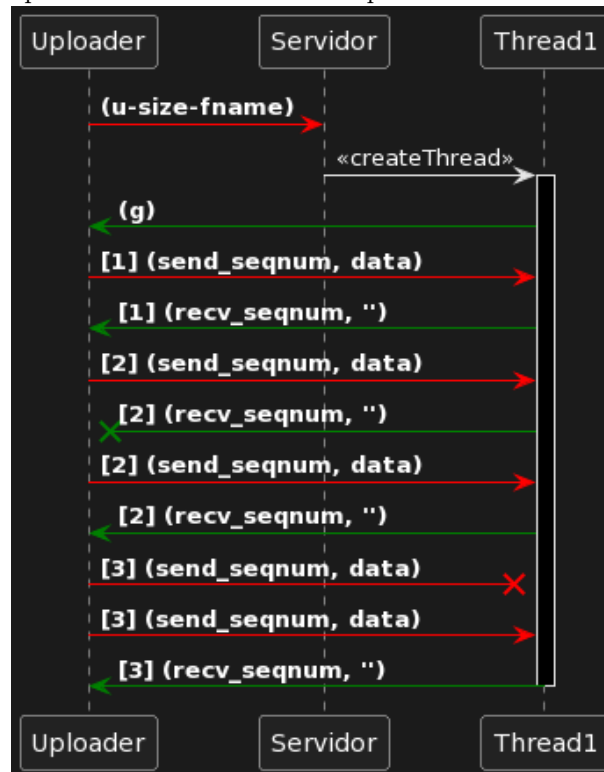 Uploader Servidor Thread1
(u-size-fname)
«createThread»
(g)
[1] (send_seqnum, data)
[1] (recv_seqnum, '')
[2] (send_seqnum, data)
[2] (recv_seqnum, '')
[2] (send_seqnum, data)
[2] (recv_seqnum, '')
[3] (send_seqnum, data)
[3] (send_seqnum, data)
[3] (recv_seqnum, '')
Uploader Servidor Thread1